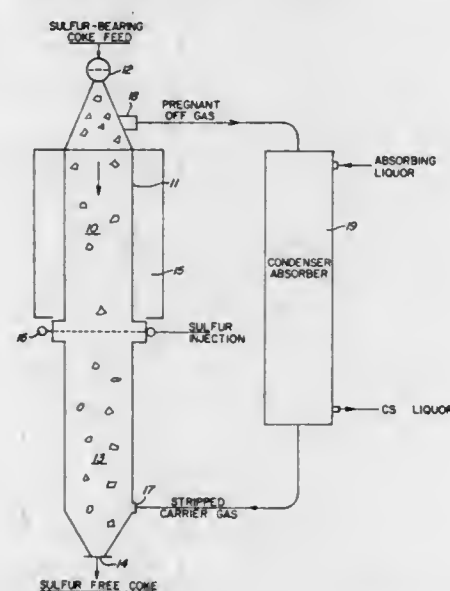 SULFUR-BEARING
COKE FEED
12
18
PREGNANT
OFF GAS
11
ABSORBING
LIQUOR
10
19
CONDENSER
ABSORBER
15
16
SULFUR
INJECTION
CS LIQUOR
13
17
STRIPPED
CARRIER GAS
14
SULFUR FREE COKE